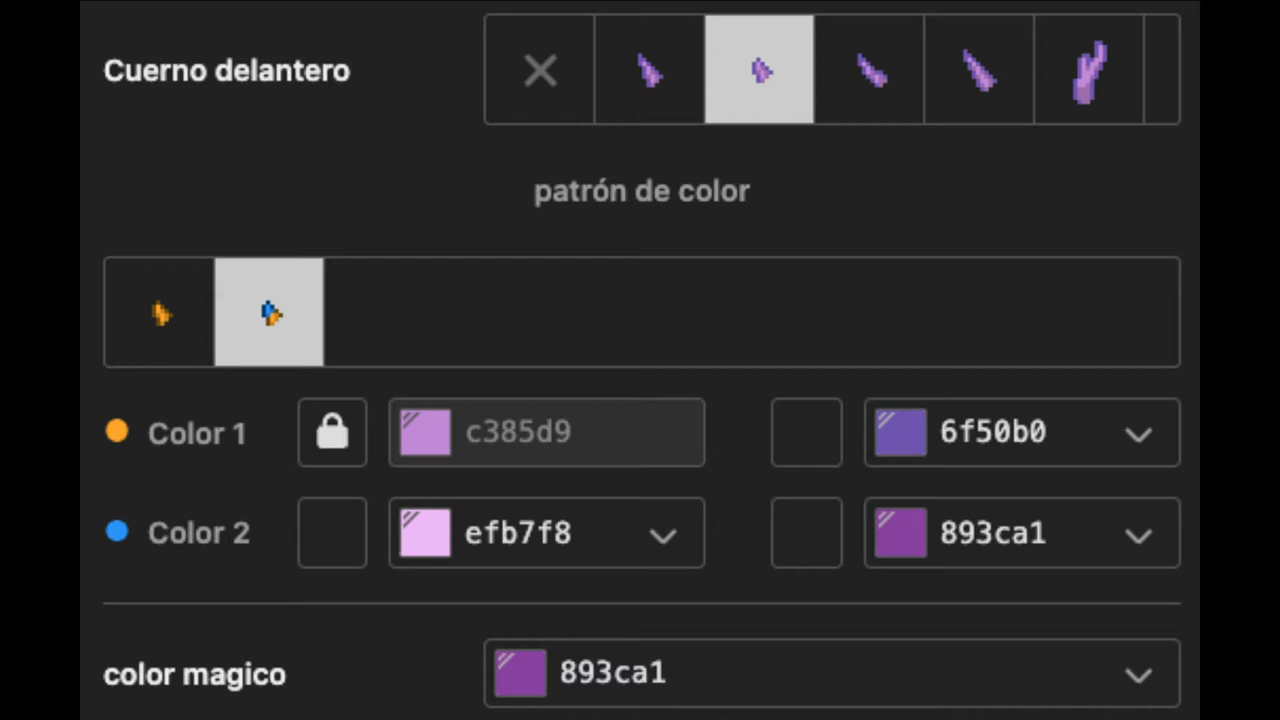 Cuerno delantero
patrón de color
Color 1 c385d9 6f50b0
Color 2 efb7f8 893ca1
color magico 893ca1